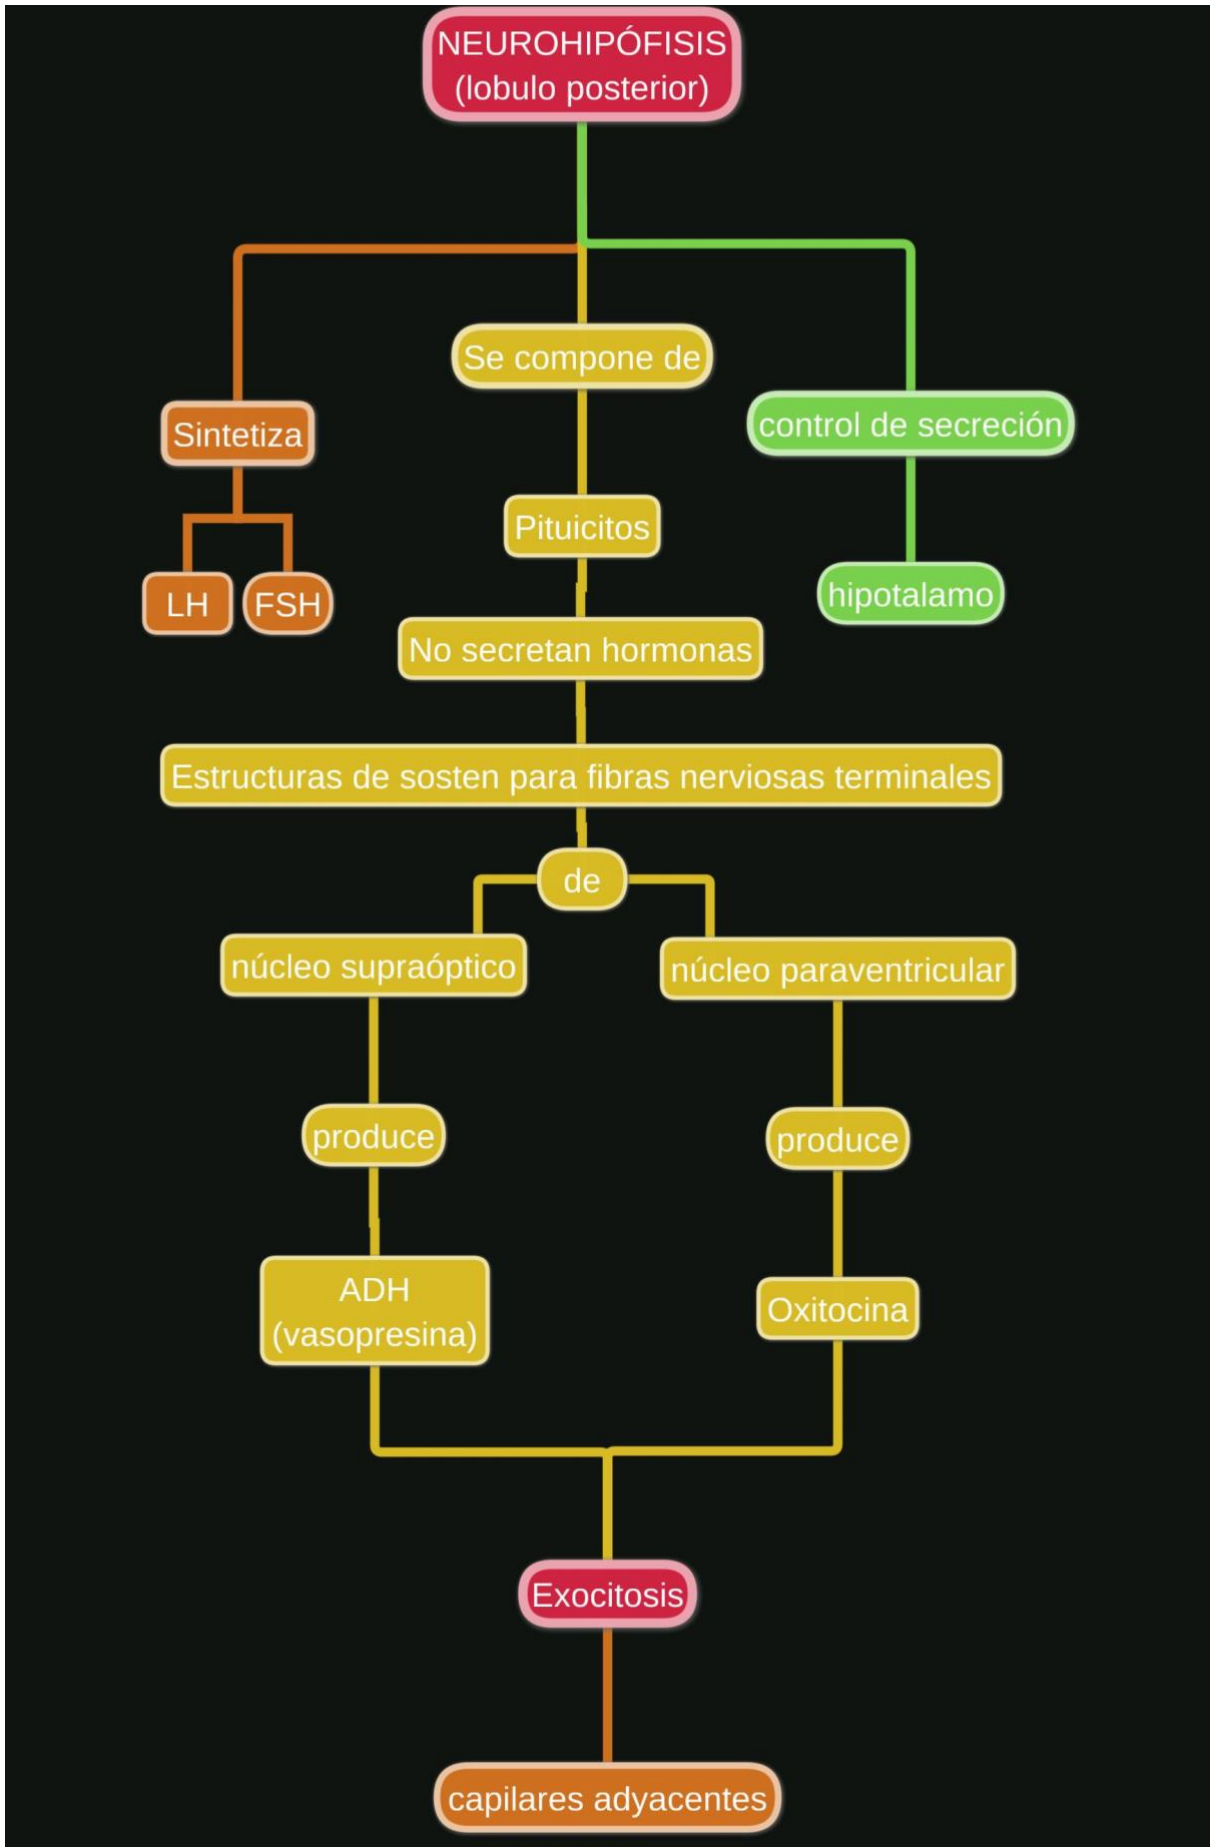 NEUROHIPÓFISIS
(lobulo posterior)
Se compone de
Sintetiza
control de secreción
Pituicitos
LH
FSH
hipotalamo
No secretan hormonas
Estructuras de sosten para fibras nerviosas terminales
de
núcleo supraóptico
núcleo paraventricular
produce
produce
ADH
(vasopresina)
Oxitocina
Exocitosis
capilares adyacentes